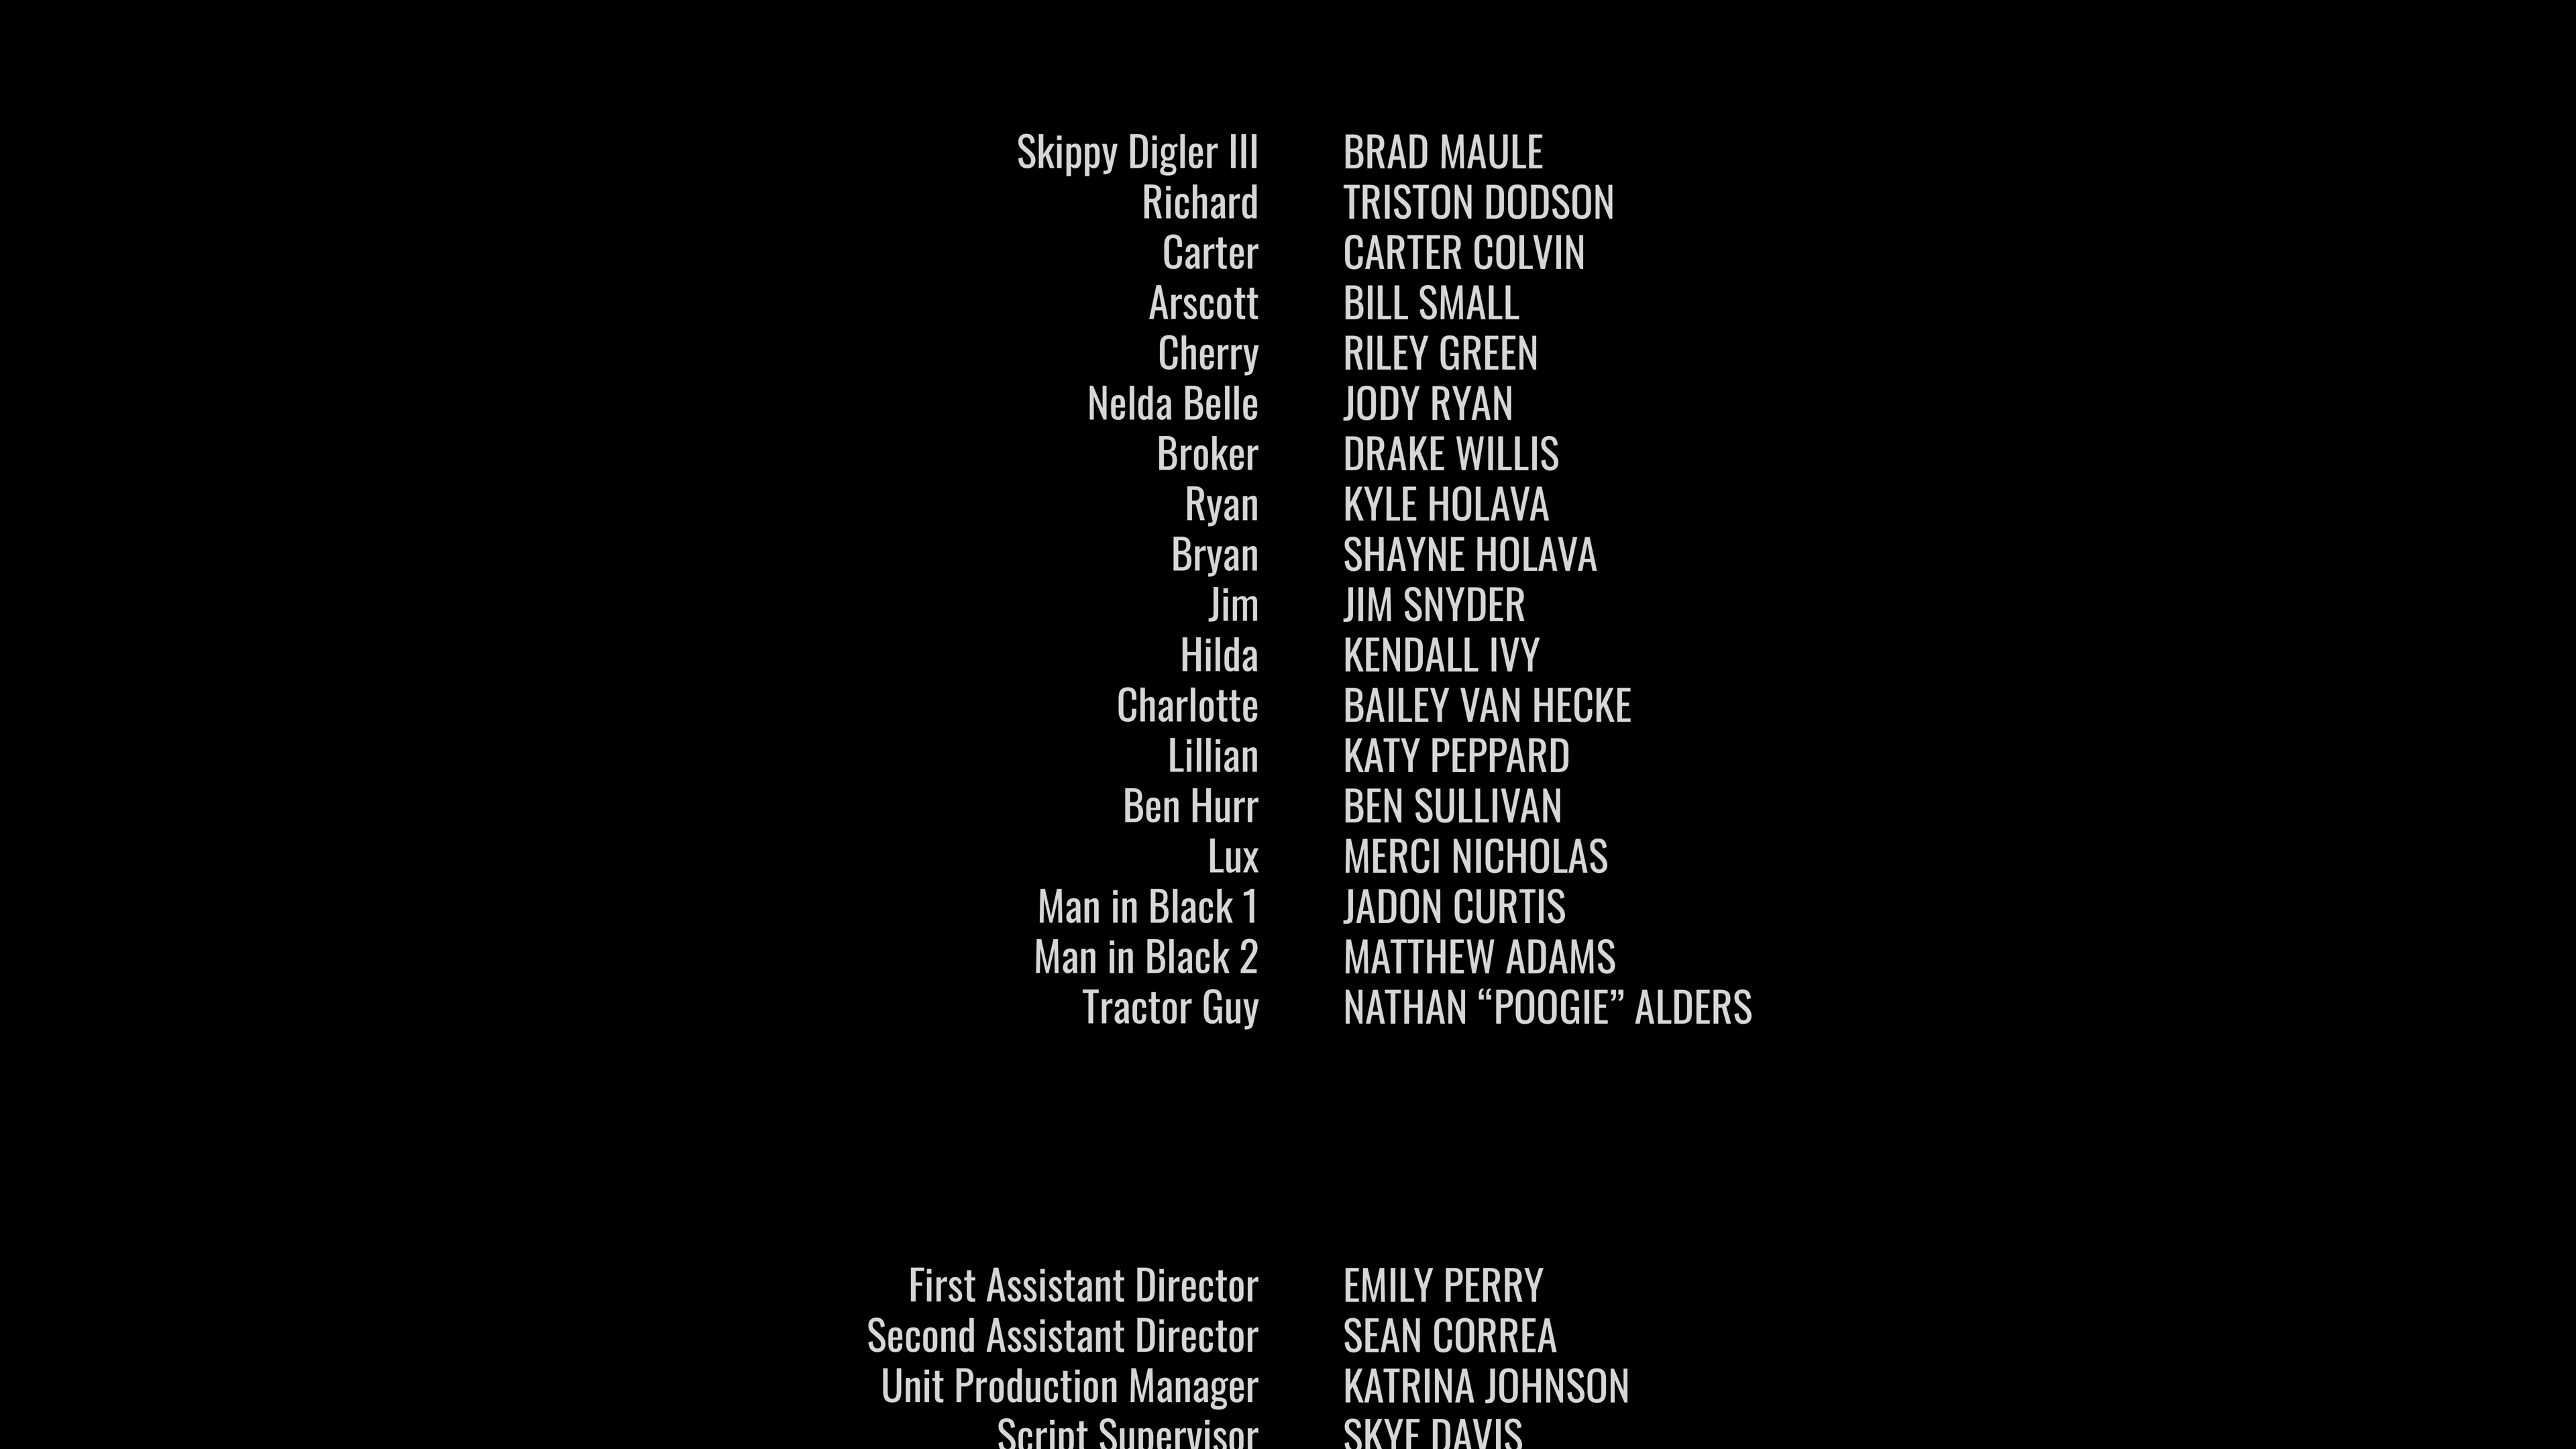 Skippy Digler III BRAD MAULE
Richard TRISTON DODSON
Carter CARTER COLVIN
Arscott BILL SMALL
Cherry RILEY GREEN
Nelda Belle JODY RYAN
Broker DRAKE WILLIS
Ryan KYLE HOLAVA
Bryan SHAYNE HOLAVA
Jim JIM SNYDER
Hilda KENDALL IVY
Charlotte BAILEY VAN HECKE
Lillian KATY PEPPARD
Ben Hurr BEN SULLIVAN
Lux MERCI NICHOLAS
Man in Black 1 JADON CURTIS
Man in Black 2 MATTHEW ADAMS
Tractor Guy NATHAN “POOGIE” ALDERS
First Assistant Director EMILY PERRY
Second Assistant Director SEAN CORREA
Unit Production Manager KATRINA JOHNSON
Script Supervisor SKYE DAVIS